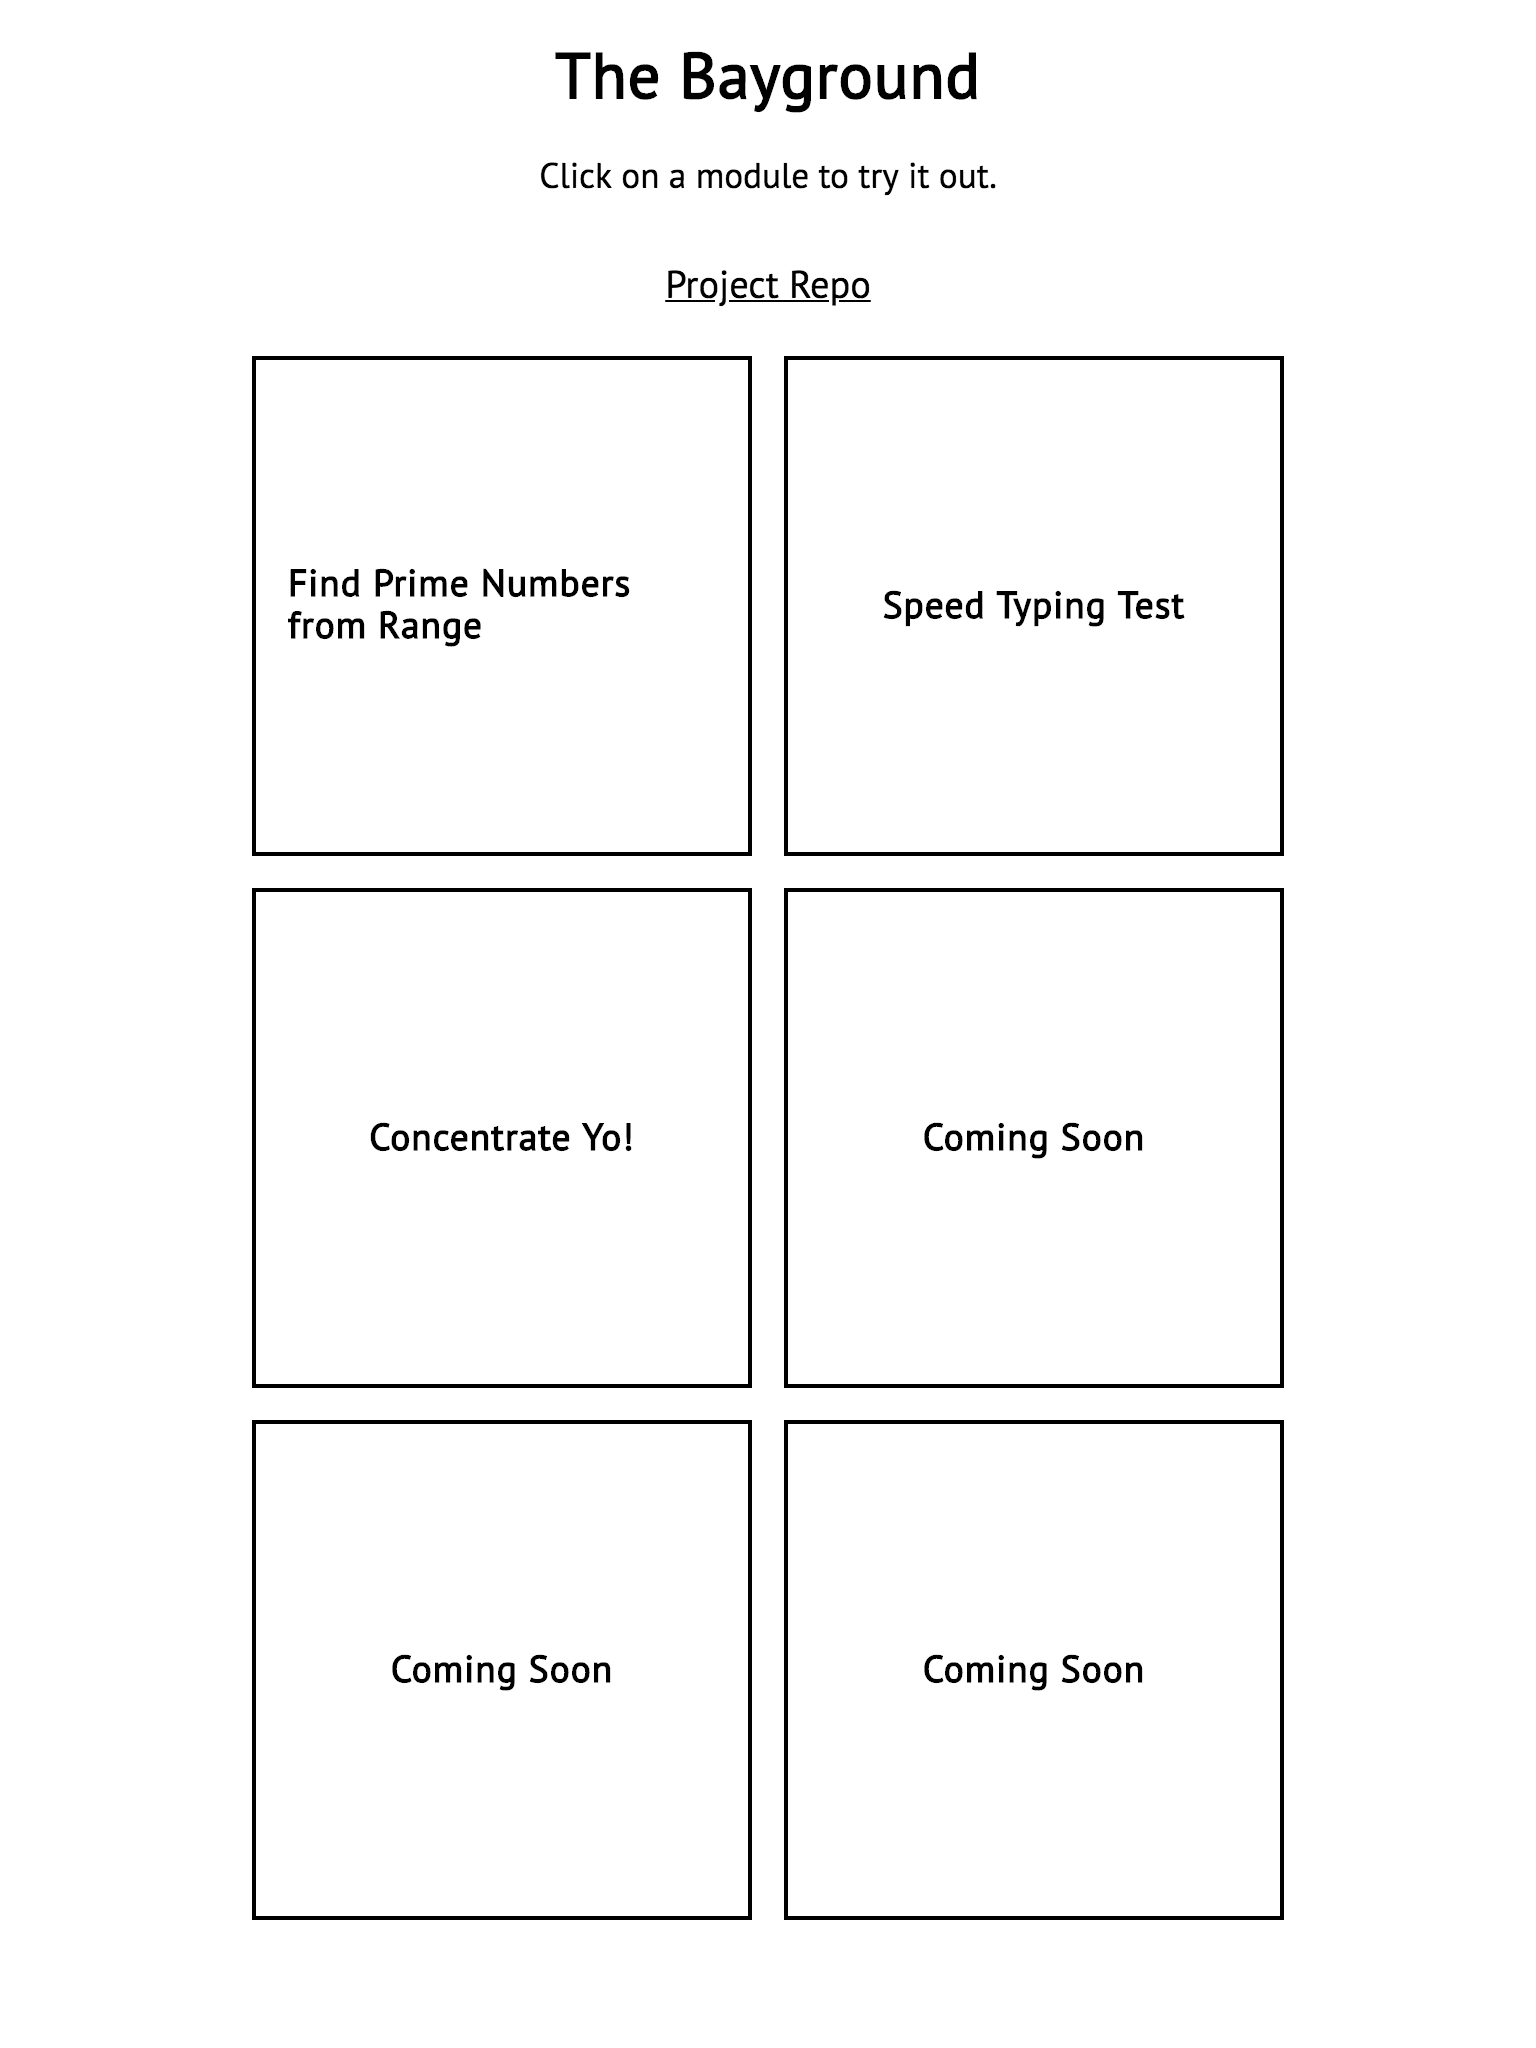 The Bayground
Click on a module to try it out.
Project Repo
Find Prime Numbers
from Range
Speed Typing Test
Concentrate Yo!
Coming Soon
Coming Soon
Coming Soon